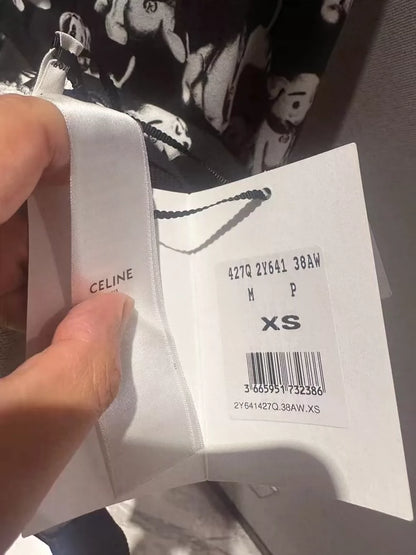 CELINE
427Q 2Y641 38AW
M P
XS
3 665951 732386
2Y641427Q.38AW.XS